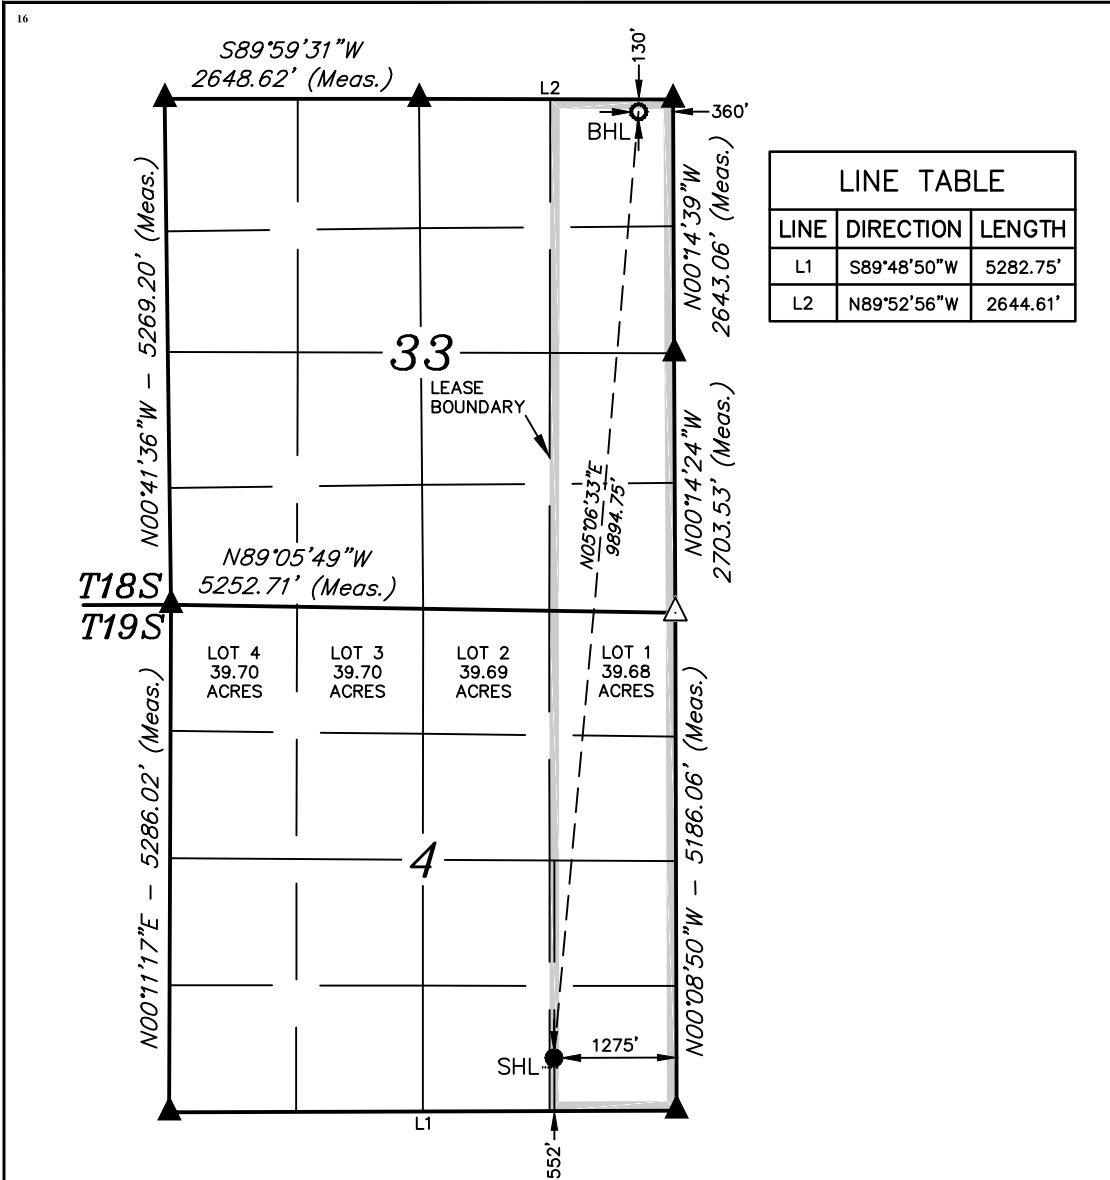 16
S89°59'31"W
2648.62' (Meas.)
L2
130'
360'
BHL
N00°41'36"W - 5269.20' (Meas.)
N00°14'39"W
2643.06' (Meas.)
LINE TABLE
LINE DIRECTION LENGTH
L1 S89°48'50"W 5282.75'
L2 N89°52'56"W 2644.61'
33
LEASE
BOUNDARY
N05°06'33"E
9894.75'
N00°14'24"W
2703.53' (Meas.)
N89°05'49"W
5252.71' (Meas.)
T18S
T19S
LOT 4
39.70
ACRES
LOT 3
39.70
ACRES
LOT 2
39.69
ACRES
LOT 1
39.68
ACRES
N00°11'17"E - 5286.02' (Meas.)
N00°08'50"W - 5186.06' (Meas.)
4
1275'
SHL
L1
552'